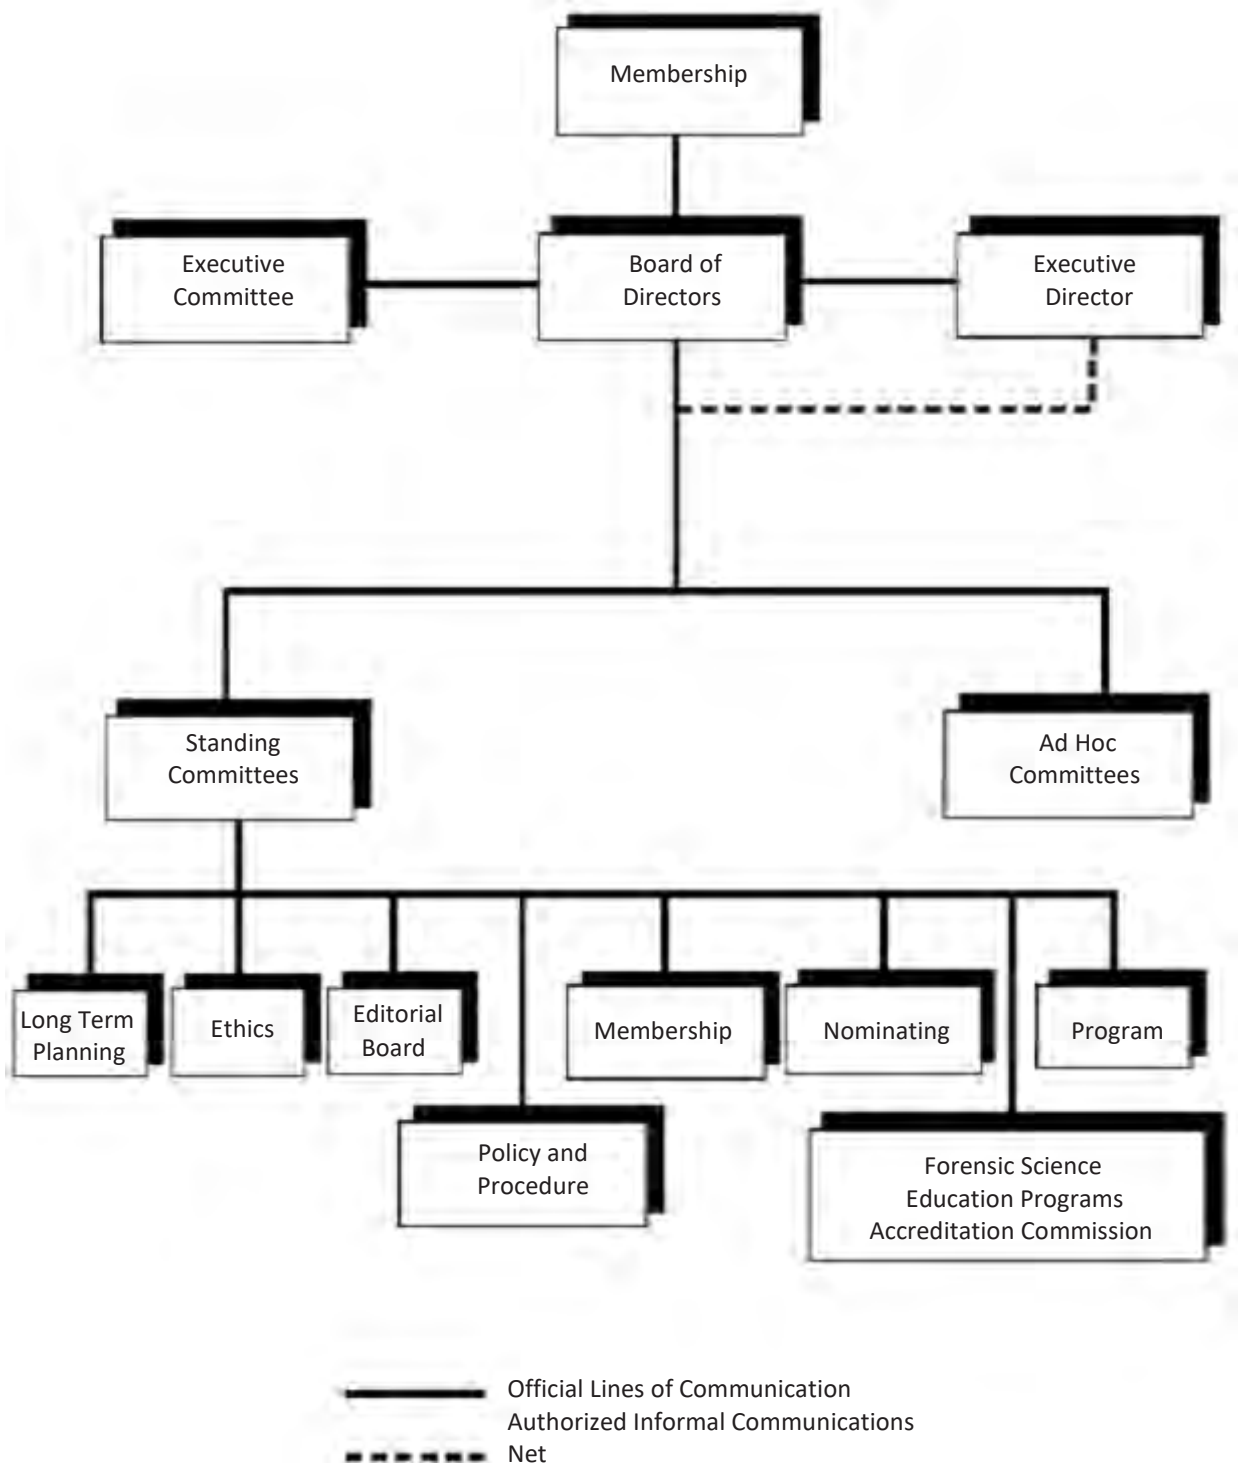 Membership
Executive
Committee
Board of
Directors
Executive
Director
Standing
Committees
Ad Hoc
Committees
Long Term
Planning
Ethics
Editorial
Board
Membership
Nominating
Program
Policy and
Procedure
Forensic Science
Education Programs
Accreditation Commission
Official Lines of Communication
Authorized Informal Communications
Net